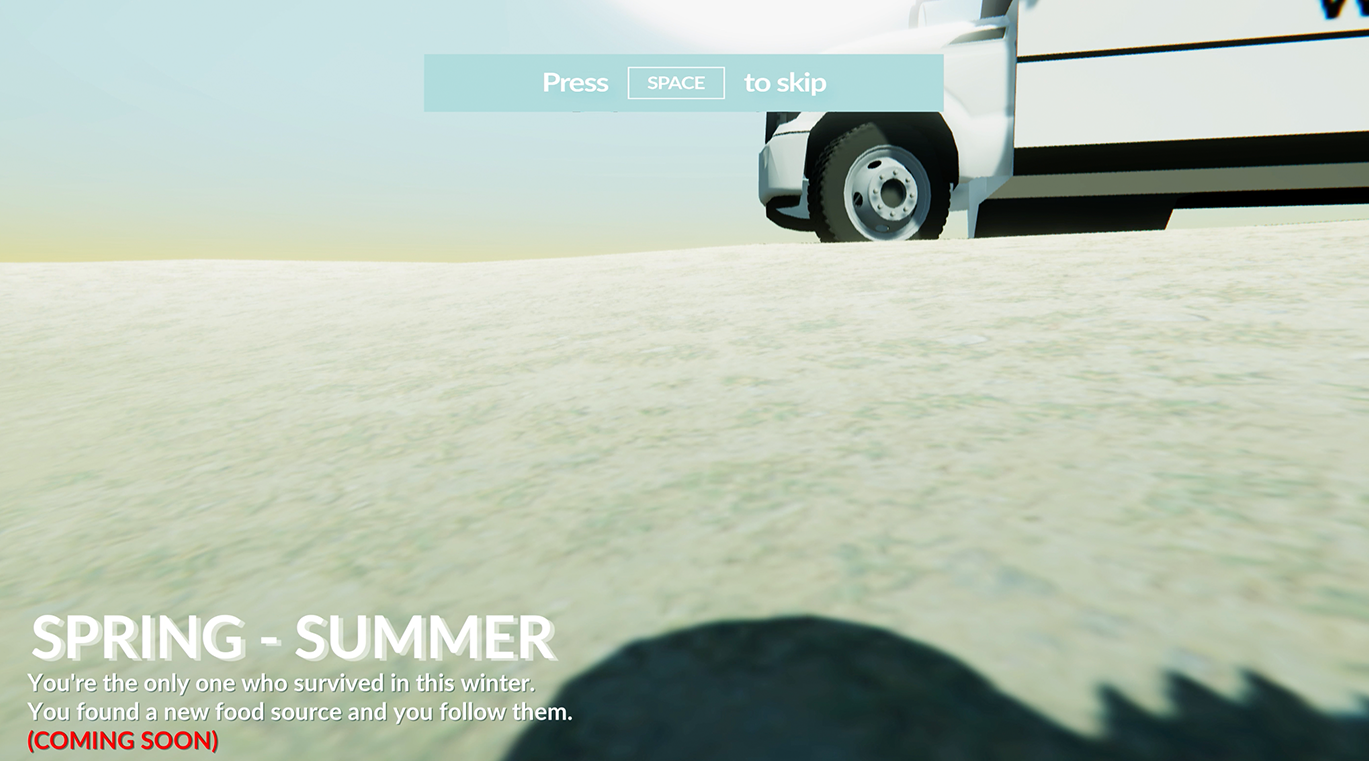 Press SPACE to skip
SPRING - SUMMER
You're the only one who survived in this winter.
You found a new food source and you follow them.
(COMING SOON)